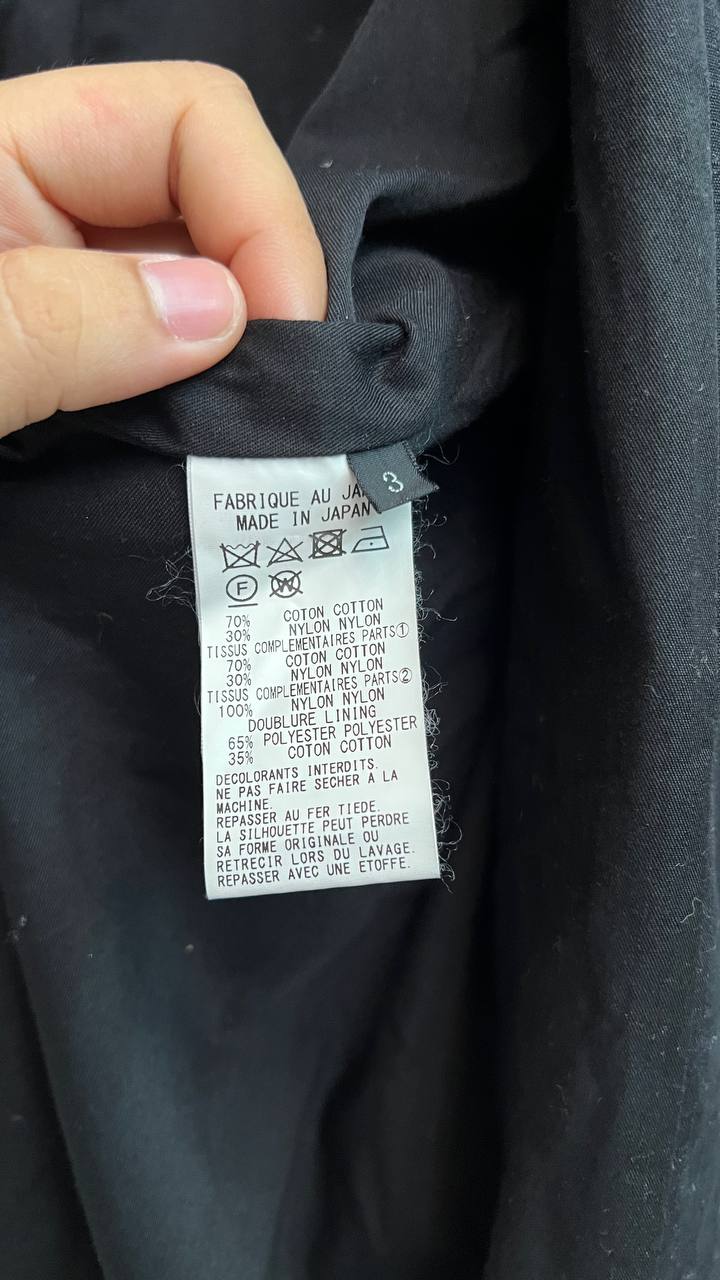 3
FABRIQUE AU
MADE IN JAPAN
F W
70% COTON COTTON
30% NYLON NYLON
TISSUS COMPLEMENTAIRES PARTS①
70% COTON COTTON
30% NYLON NYLON
TISSUS COMPLEMENTAIRES PARTS②
100% NYLON NYLON
DOUBLURE LINING
65% POLYESTER POLYESTER
35% COTON COTTON
DECOLORANTS INTERDITS.
NE PAS FAIRE SECHER A LA
MACHINE.
REPASSER AU FER TIEDE.
LA SILHOUETTE PEUT PERDRE
SA FORME ORIGINALE OU
RETRECIR LORS DU LAVAGE.
REPASSER AVEC UNE ETOFFE.